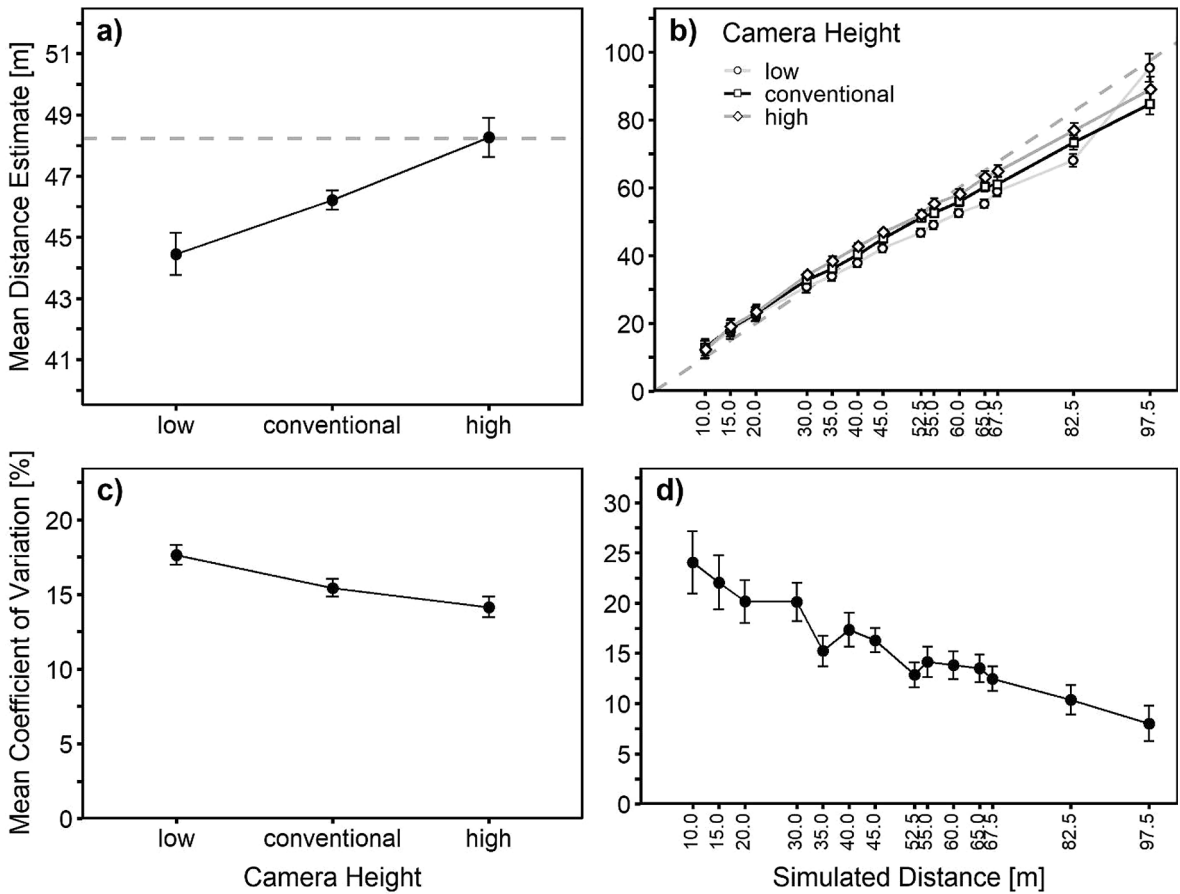 a)
Mean Distance Estimate [m]
51
49
47
45
43
41
low
conventional
high
b)
Camera Height
low
conventional
high
100
80
60
40
20
0
10.0
15.0
20.0
30.0
35.0
40.0
45.0
52.5
55.0
60.0
65.0
67.5
82.5
97.5
c)
Mean Coefficient of Variation [%]
20
15
10
5
0
low
conventional
high
Camera Height
d)
30
25
20
15
10
5
0
10.0
15.0
20.0
30.0
35.0
40.0
45.0
52.5
55.0
60.0
65.0
67.5
82.5
97.5
Simulated Distance [m]